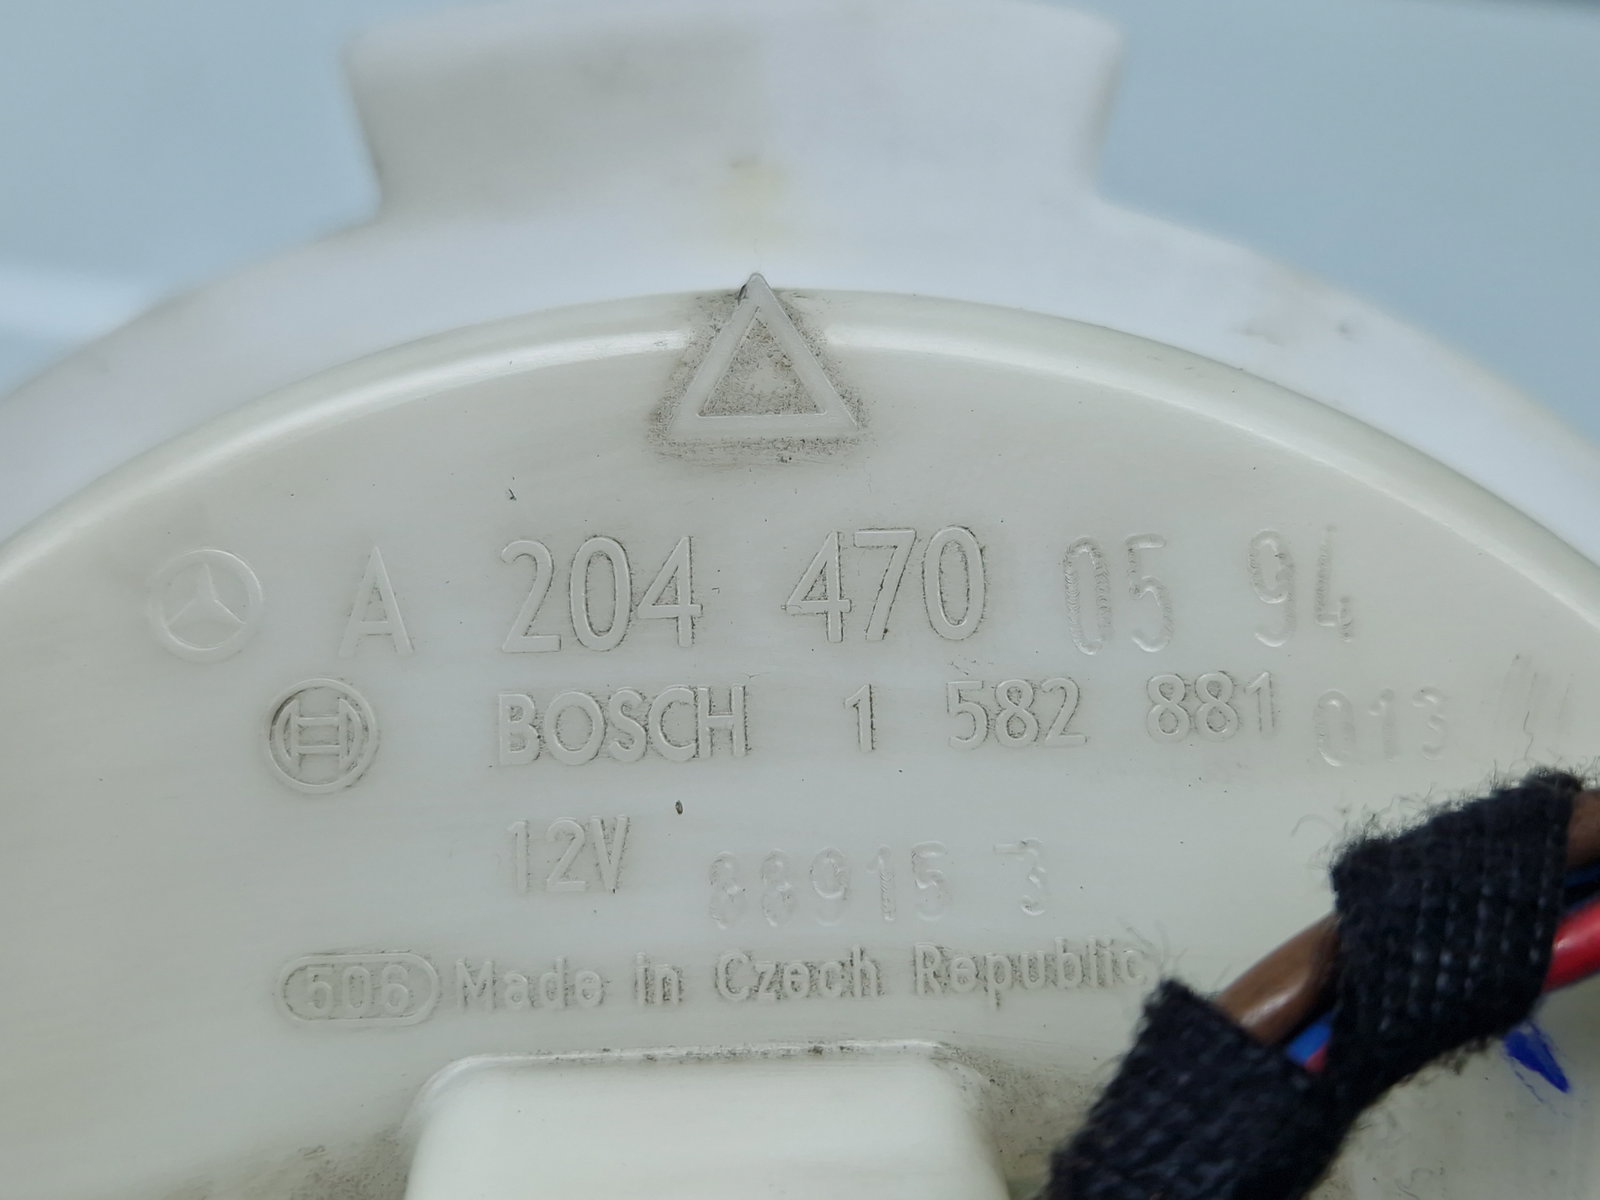 A 204 470 05 94
BOSCH 1 582 881 013
12V 88915 3
506 Made in Czech Republic